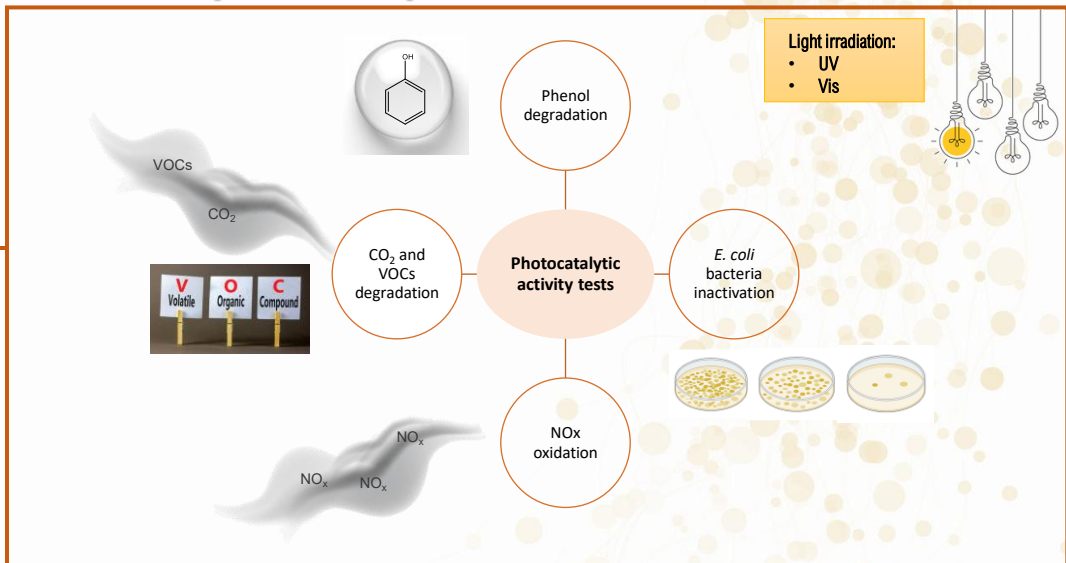 Light irradiation:
• UV
• Vis
OH
Phenol
degradation
VOCs
CO₂
CO₂ and
VOCs
degradation
Photocatalytic
activity tests
E. coli
bacteria
inactivation
V O C
Volatile Organic Compound
NOx
oxidation
NOₓ
NOₓ
NOₓ